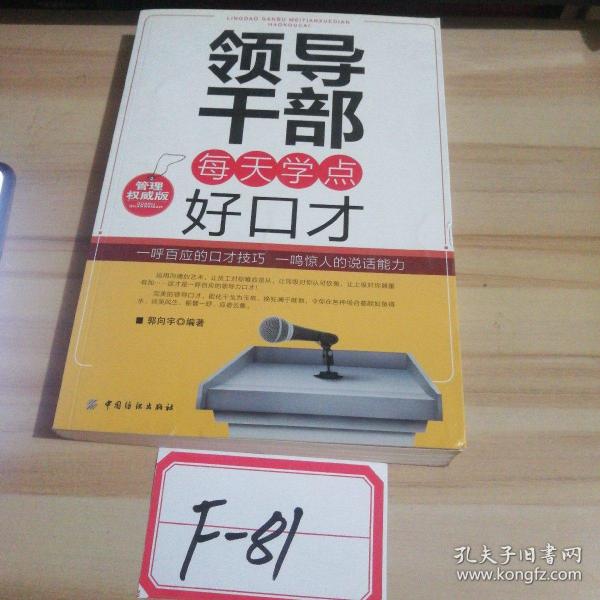 LINGDAO GANBU MEITIANXUEDIAN
HAOKOUCAI
领导
干部
每天学点
管理
权威版
好口才
一呼百应的口才技巧 一鸣惊人的说话能力
郭向宇◎编著
中国纺织出版社
F-81
孔夫子旧书网
www.kongfz.com